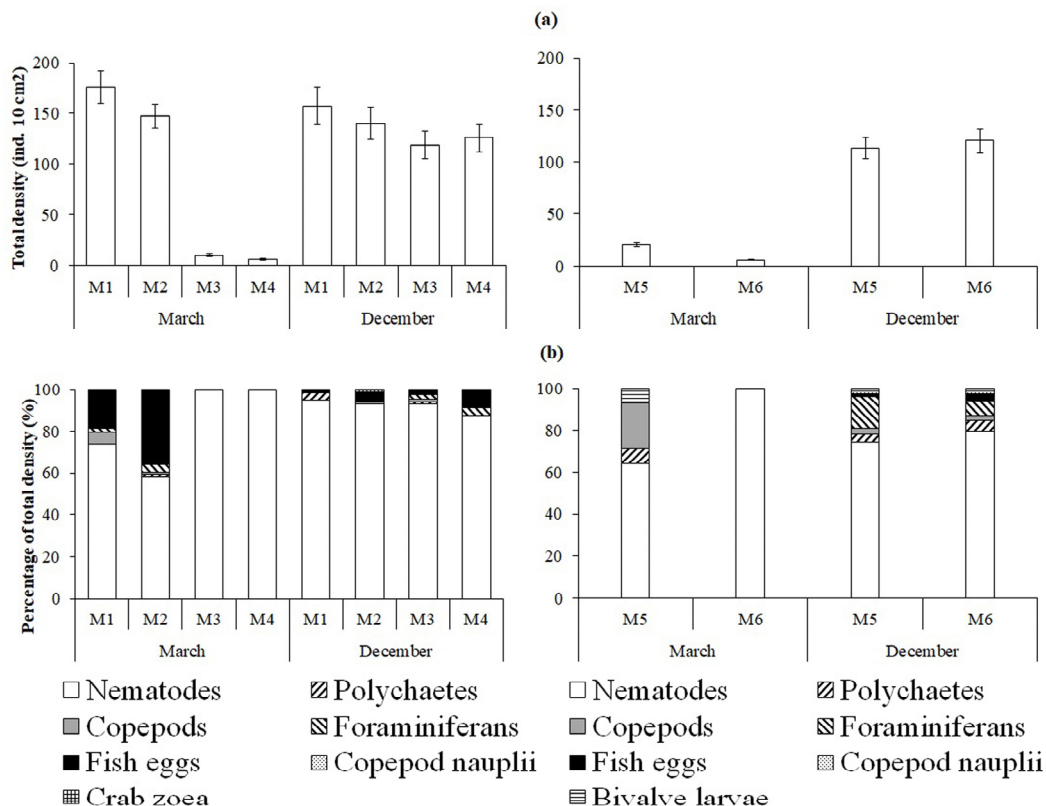 (a)
Total density (ind. 10 cm2)
200
150
100
50
0
M1 M2 M3 M4 M1 M2 M3 M4
March December
200
150
100
50
0
M5 M6 M5 M6
March December
(b)
Percentage of total density (%)
100
80
60
40
20
0
M1 M2 M3 M4 M1 M2 M3 M4
March December
100
80
60
40
20
0
M5 M6 M5 M6
March December
Nematodes Polychaetes
Copepods Foraminiferans
Fish eggs Copepod nauplii
Crab zoea
Nematodes Polychaetes
Copepods Foraminiferans
Fish eggs Copepod nauplii
Bivalve larvae